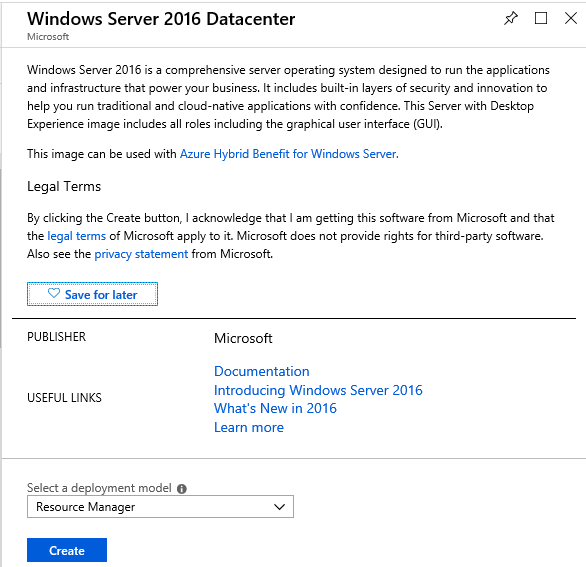 Windows Server 2016 Datacenter
Microsoft
Windows Server 2016 is a comprehensive server operating system designed to run the applications
and infrastructure that power your business. It includes built-in layers of security and innovation to
help you run traditional and cloud-native applications with confidence. This Server with Desktop
Experience image includes all roles including the graphical user interface (GUI).
This image can be used with Azure Hybrid Benefit for Windows Server.
Legal Terms
By clicking the Create button, I acknowledge that I am getting this software from Microsoft and that
the legal terms of Microsoft apply to it. Microsoft does not provide rights for third-party software.
Also see the privacy statement from Microsoft.
Save for later
PUBLISHER Microsoft
Documentation
Introducing Windows Server 2016
USEFUL LINKS
What's New in 2016
Learn more
Select a deployment model
Resource Manager
Create